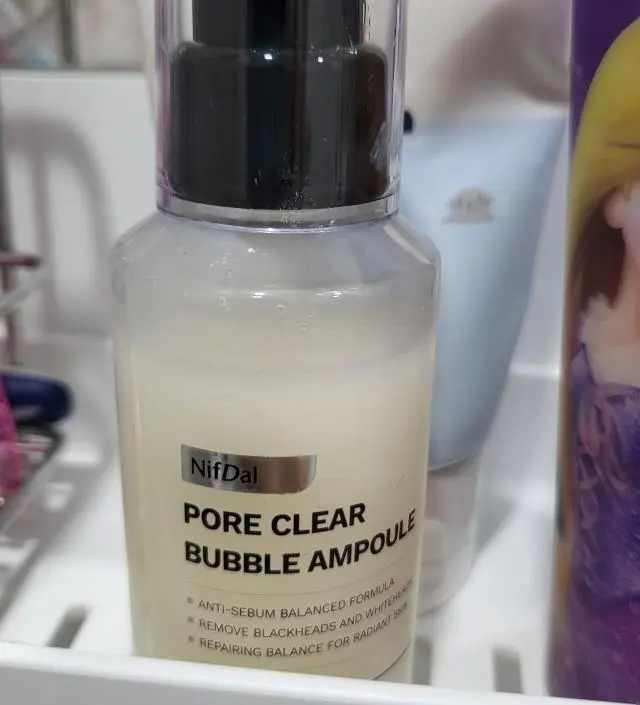 NifDal
PORE CLEAR
BUBBLE AMPOULE
ANTI-SEBUM BALANCED FORMULA
REMOVE BLACKHEADS AND WHITEHEADS
REPAIRING BALANCE FOR RADIANT SKIN